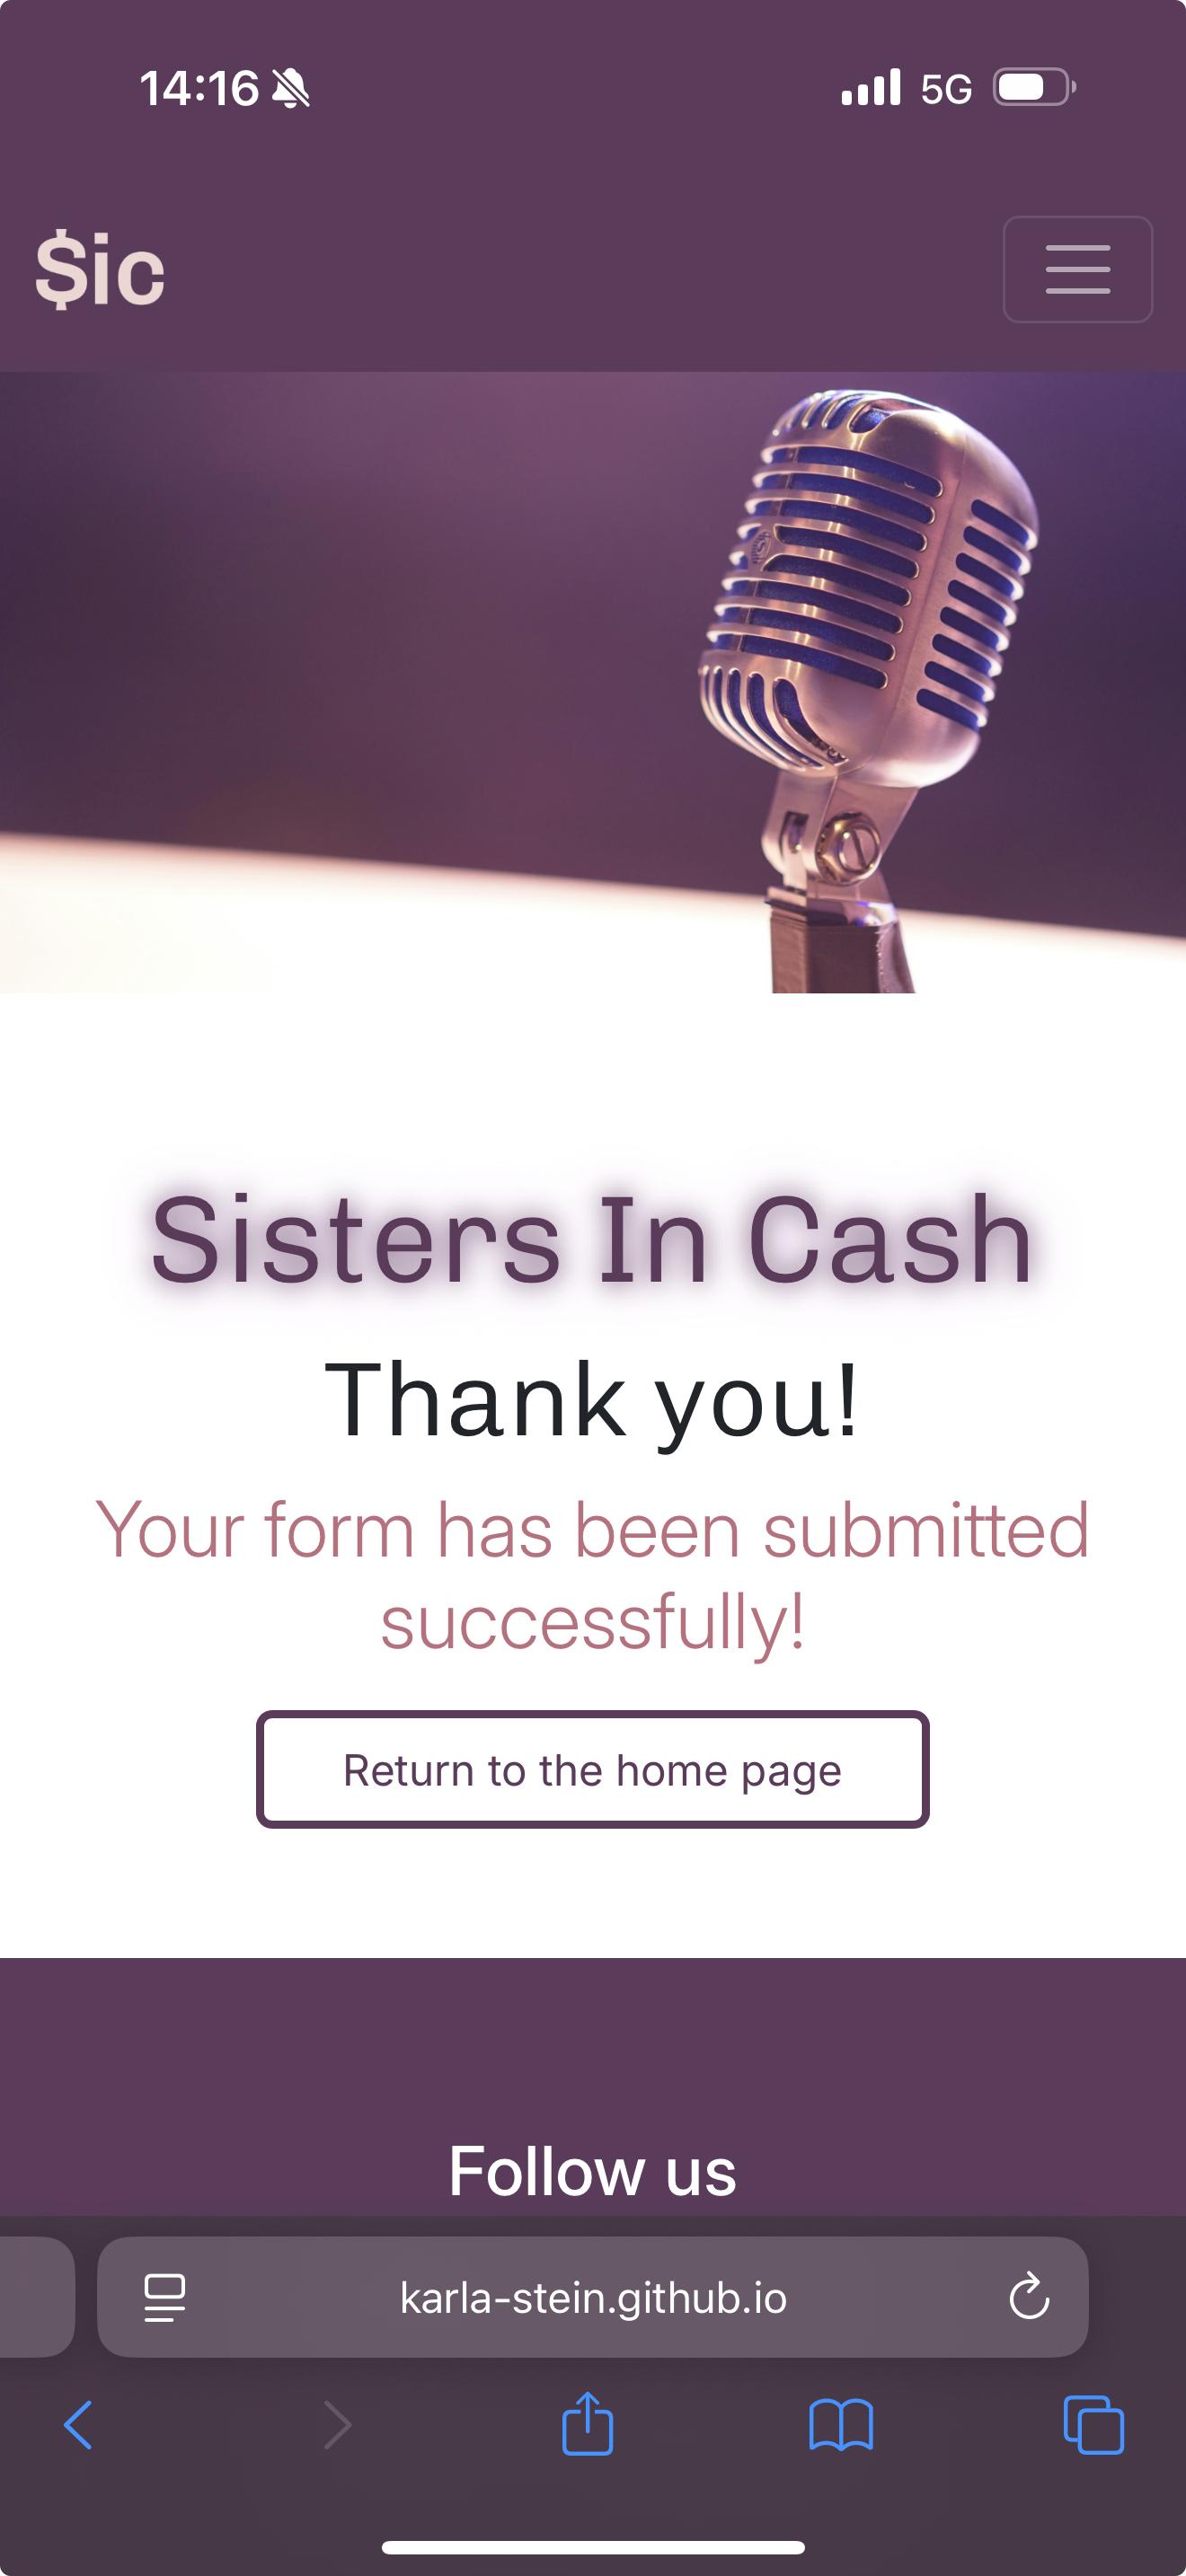 14:16
5G
$ic
Sisters In Cash
Thank you!
Your form has been submitted
successfully!
Return to the home page
Follow us
karla-stein.github.io